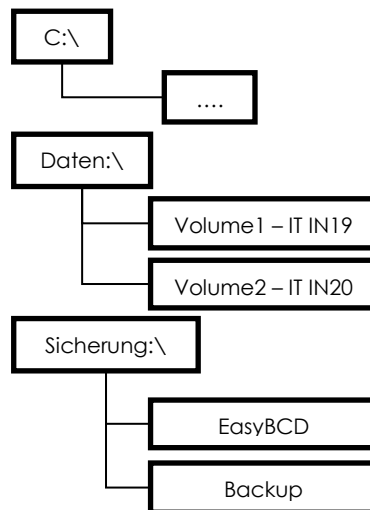 C:\
....
Daten:\
Volume1 – IT IN19
Volume2 – IT IN20
Sicherung:\
EasyBCD
Backup